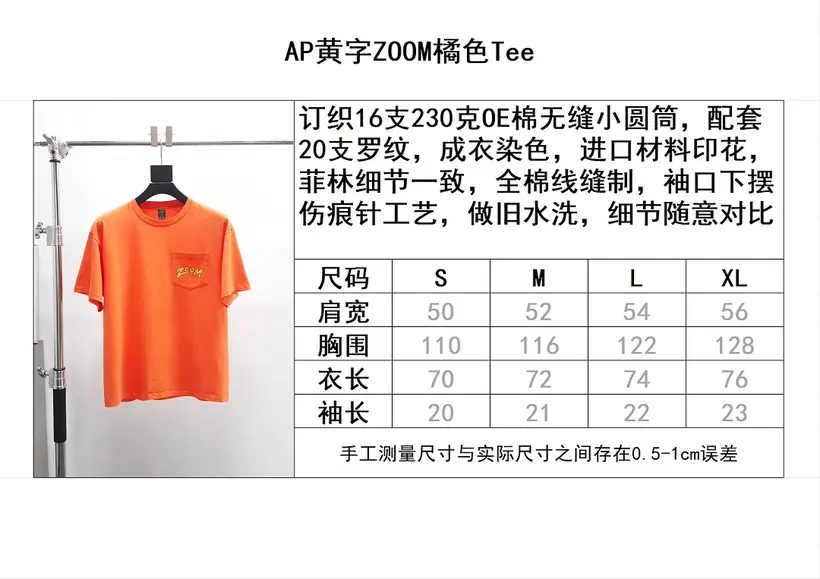 AP黄字ZOOM橘色Tee
订织16支230克OE棉无缝小圆筒，配套
20支罗纹，成衣染色，进口材料印花，
菲林细节一致，全棉线缝制，袖口下摆
伤痕针工艺，做旧水洗，细节随意对比
ZOOM
尺码 S M L XL
肩宽 50 52 54 56
胸围 110 116 122 128
衣长 70 72 74 76
袖长 20 21 22 23
手工测量尺寸与实际尺寸之间存在0.5-1cm误差